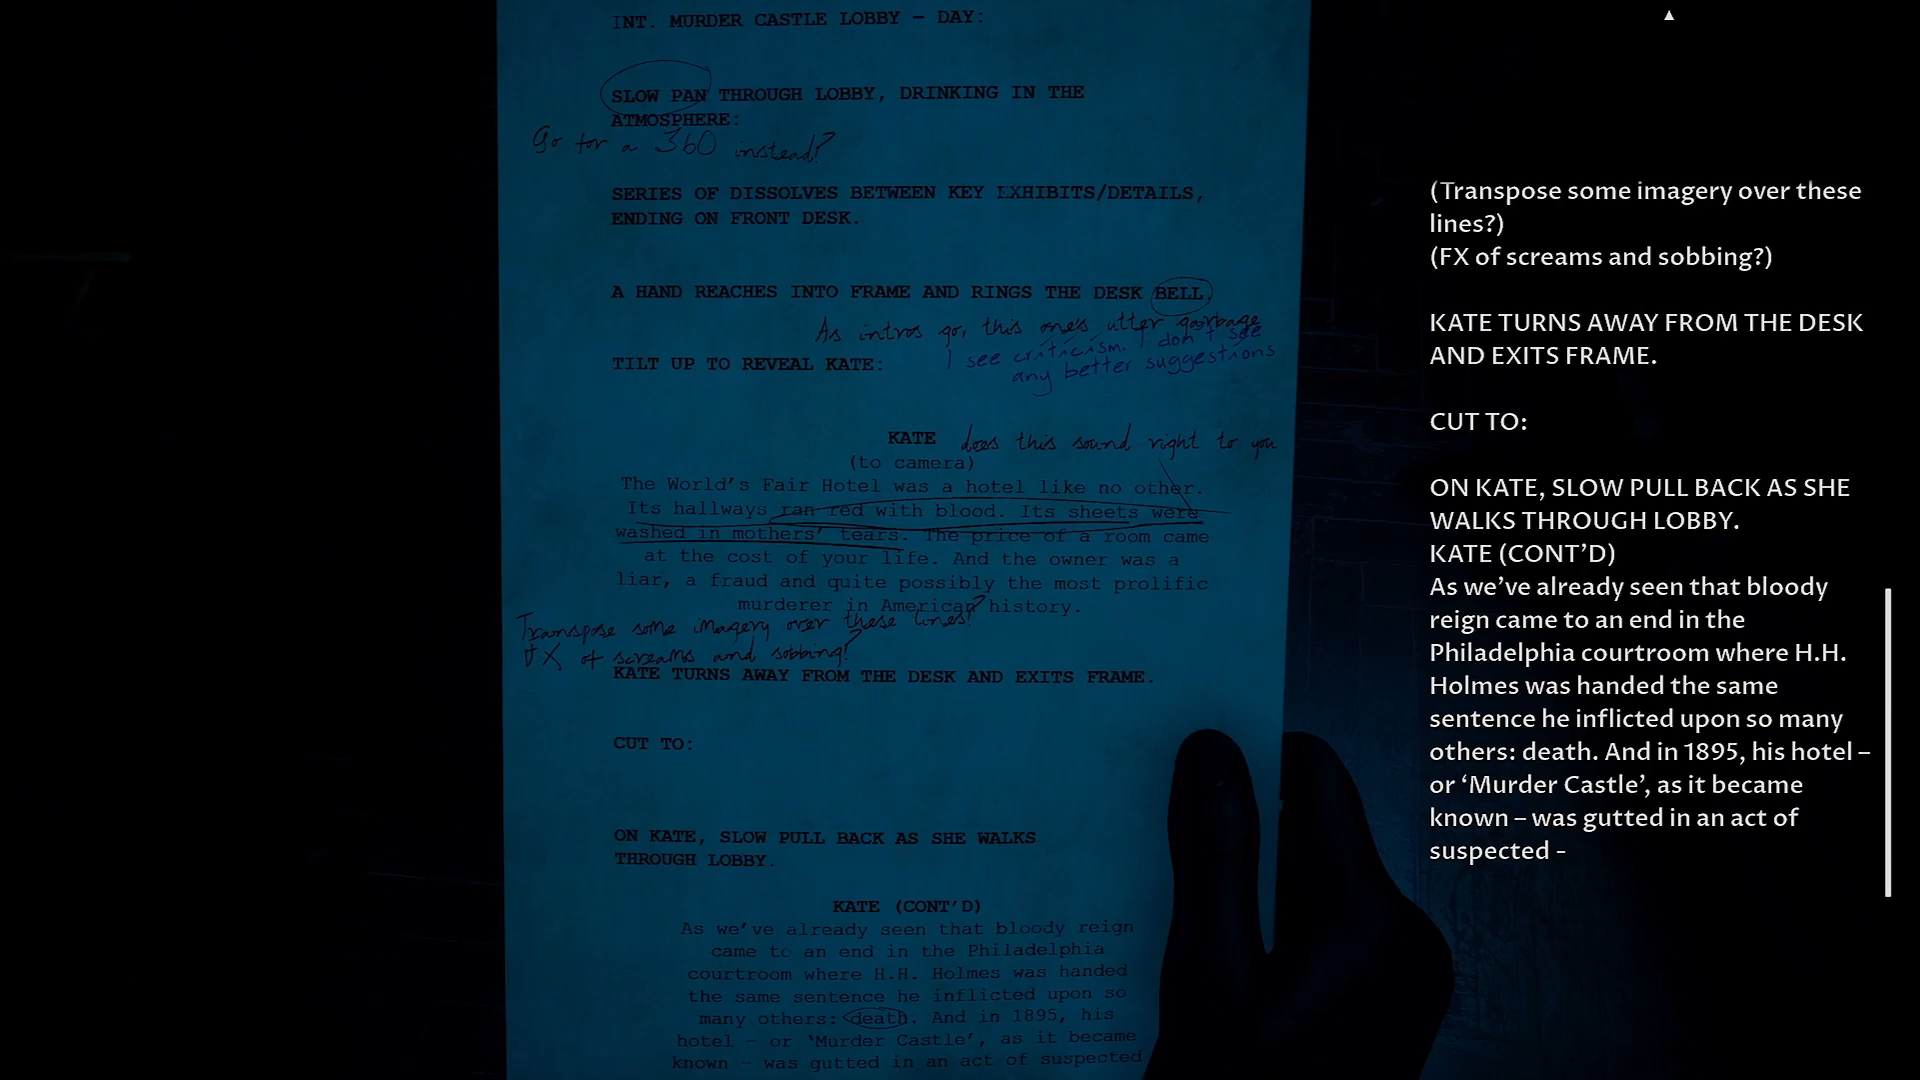 INT. MURDER CASTLE LOBBY – DAY:
SLOW PAN THROUGH LOBBY, DRINKING IN THE
ATMOSPHERE:
Go for a 360 instead?
SERIES OF DISSOLVES BETWEEN KEY EXHIBITS/DETAILS,
ENDING ON FRONT DESK.
A HAND REACHES INTO FRAME AND RINGS THE DESK BELL.
As intros go, this one's utter garbage
I see criticism. I don't see
any better suggestions
TILT UP TO REVEAL KATE:
KATE
does this sound right to you
(to camera)
The World's Fair Hotel was a hotel like no other.
Its hallways ran red with blood. Its sheets were
washed in mothers' tears. The price of a room came
at the cost of your life. And the owner was a
liar, a fraud and quite possibly the most prolific
murderer in American history.
Transpose some imagery over these lines?
FX of screams and sobbing?
KATE TURNS AWAY FROM THE DESK AND EXITS FRAME.
CUT TO:
ON KATE, SLOW PULL BACK AS SHE WALKS
THROUGH LOBBY.
KATE (CONT'D)
As we've already seen that bloody reign
came to an end in the Philadelphia
courtroom where H.H. Holmes was handed
the same sentence he inflicted upon so
many others: death. And in 1895, his
hotel – or 'Murder Castle', as it became
known – was gutted in an act of suspected
(Transpose some imagery over these
lines?)
(FX of screams and sobbing?)
KATE TURNS AWAY FROM THE DESK
AND EXITS FRAME.
CUT TO:
ON KATE, SLOW PULL BACK AS SHE
WALKS THROUGH LOBBY.
KATE (CONT'D)
As we've already seen that bloody
reign came to an end in the
Philadelphia courtroom where H.H.
Holmes was handed the same
sentence he inflicted upon so many
others: death. And in 1895, his hotel –
or ‘Murder Castle’, as it became
known – was gutted in an act of
suspected -